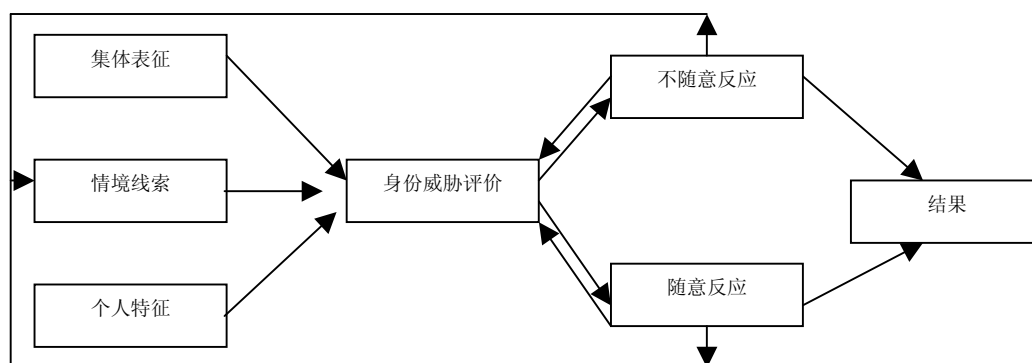 集体表征
情境线索
个人特征
身份威胁评价
不随意反应
随意反应
结果